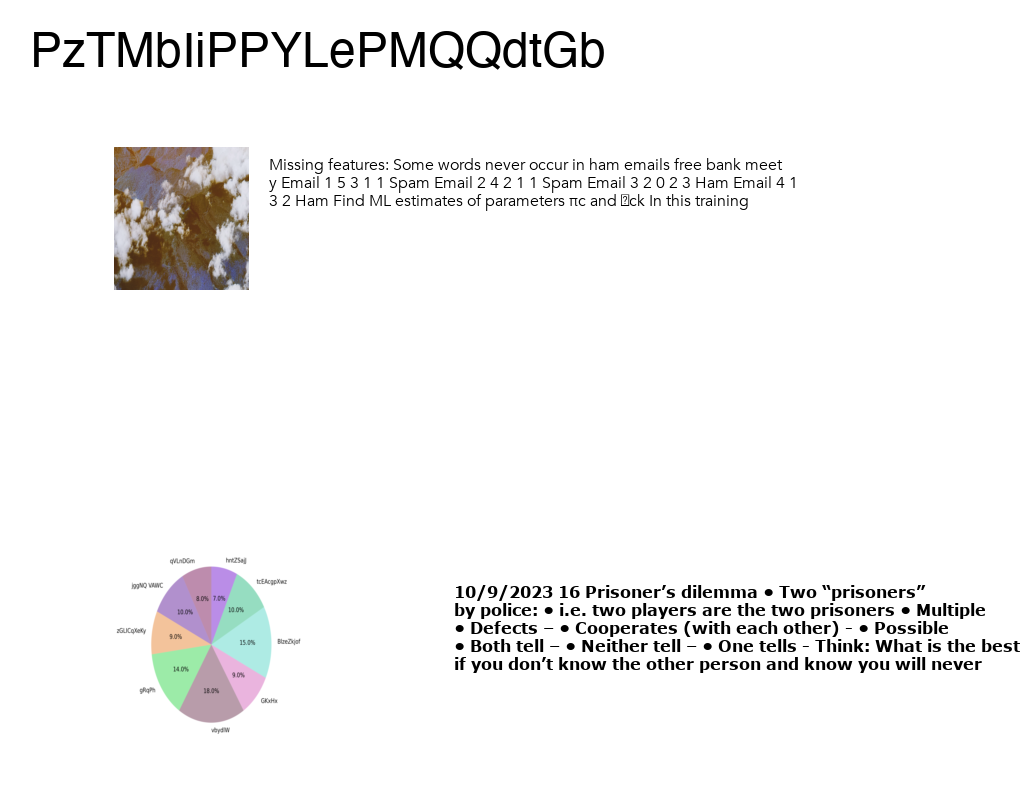 PzTMbIiPPYLePMQQdtGb
Missing features: Some words never occur in ham emails free bank meet
y Email 1 5 3 1 1 Spam Email 2 4 2 1 1 Spam Email 3 2 0 2 3 Ham Email 4 1
3 2 Ham Find ML estimates of parameters πc and ck In this training
qVLnDGm
hntZSaJJ
jggNQ VAWC
tcEAcgpXwz
8.0%
7.0%
10.0%
10.0%
zGLICqXeKy
9.0%
15.0%
BlzeZkjof
14.0%
9.0%
gRqPh
18.0%
GKxHx
vbydIW
10/9/2023 16 Prisoner’s dilemma • Two “prisoners”
by police: • i.e. two players are the two prisoners • Multiple
• Defects – • Cooperates (with each other) - • Possible
• Both tell – • Neither tell – • One tells - Think: What is the best
if you don’t know the other person and know you will never